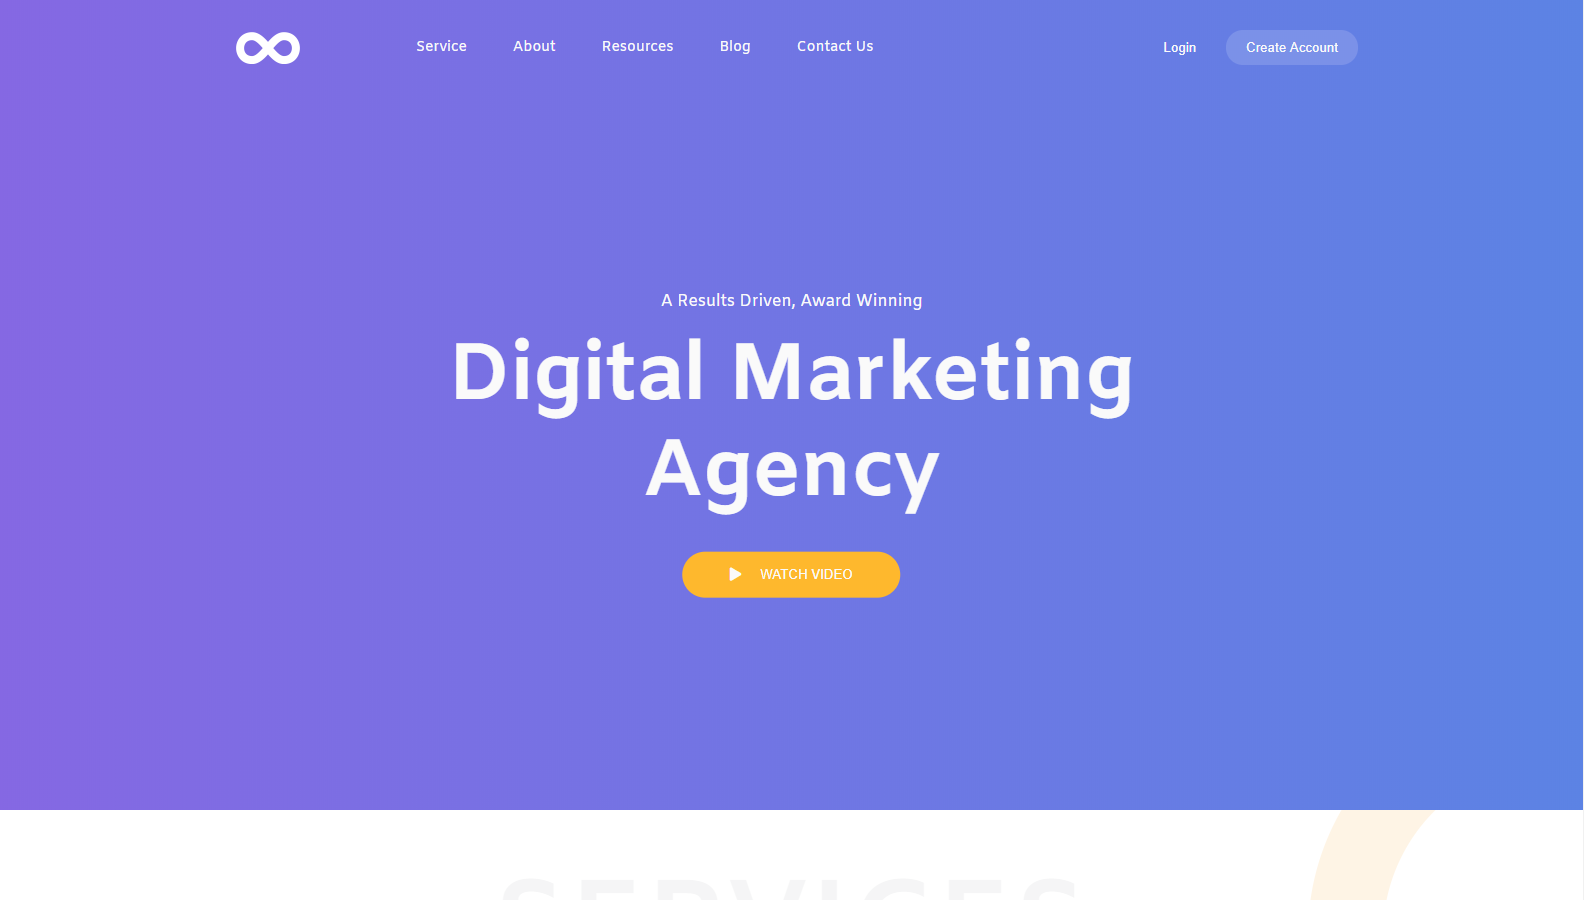 Service About Resources Blog Contact Us Login Create Account
A Results Driven, Award Winning
Digital Marketing
Agency
WATCH VIDEO
SERVICES